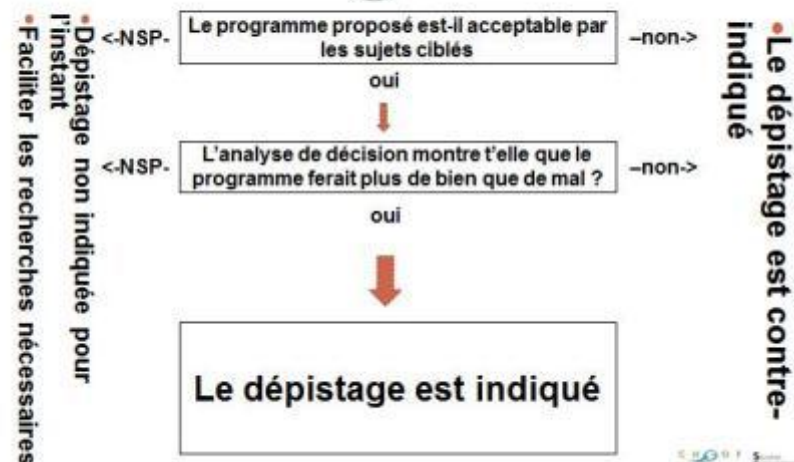 Le programme proposé est-il acceptable par
les sujets ciblés
<-NSP-
–non->
oui
L'analyse de décision montre t'elle que le
programme ferait plus de bien que de mal ?
<-NSP-
–non->
oui
Le dépistage est indiqué
•Dépistage non indiquée pour
l'instant
•Faciliter les recherches nécessaires
•Le dépistage est contre-
indiqué